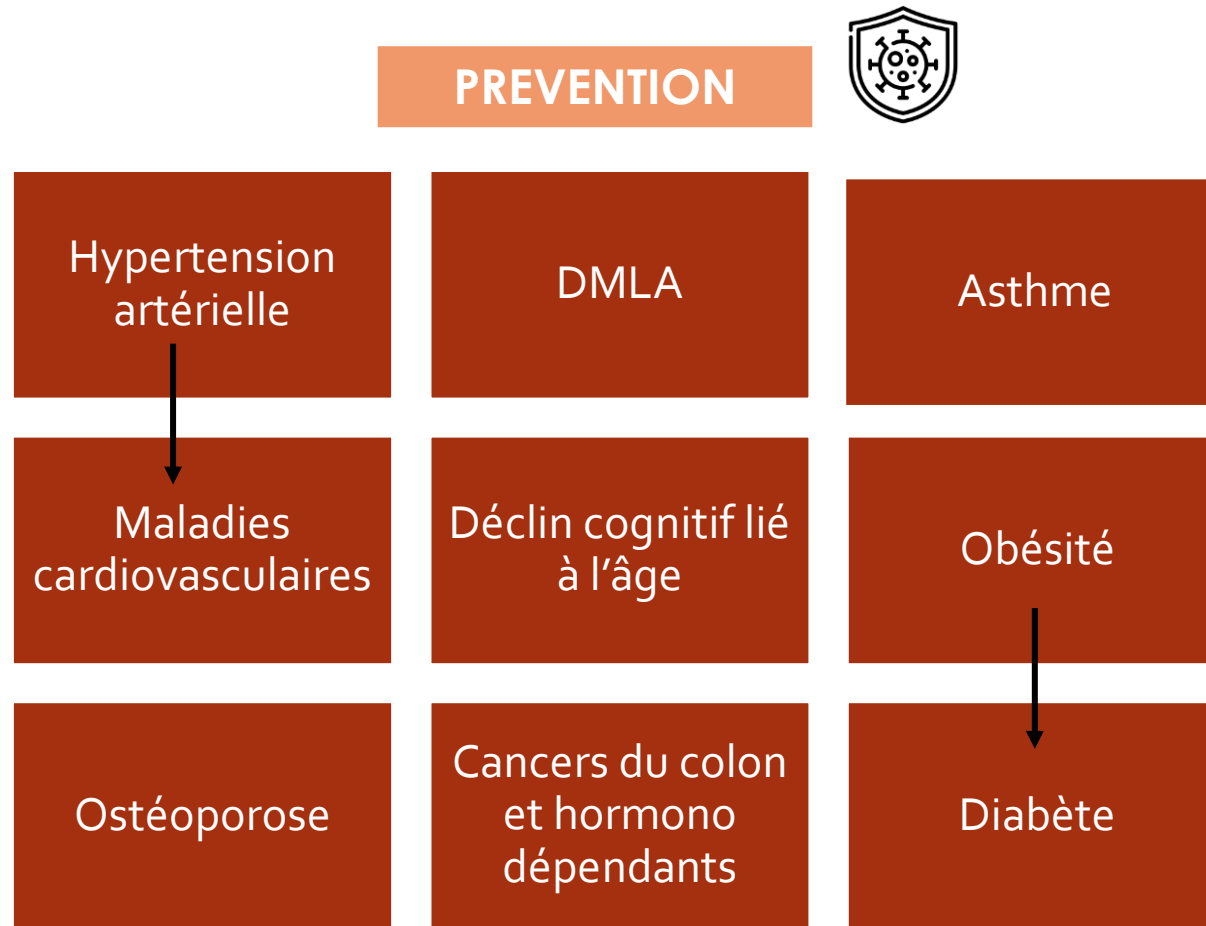 PREVENTION
Hypertension
artérielle
DMLA
Asthme
Maladies
cardiovasculaires
Déclin cognitif lié
à l’âge
Obésité
Ostéoporose
Cancers du colon
et hormono
dépendants
Diabète